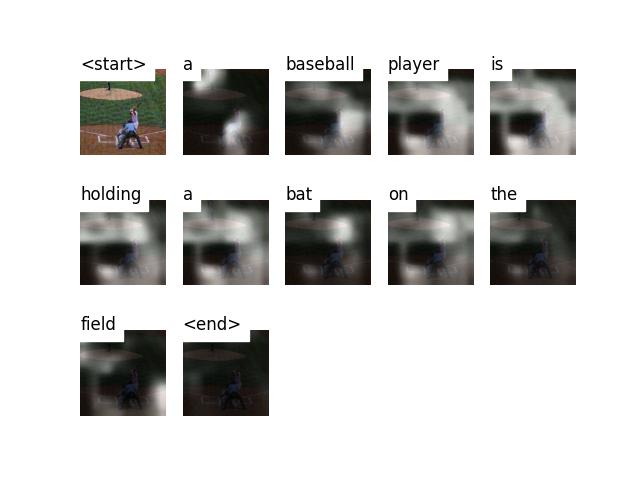 <start> a baseball player is
holding a bat on the
field <end>